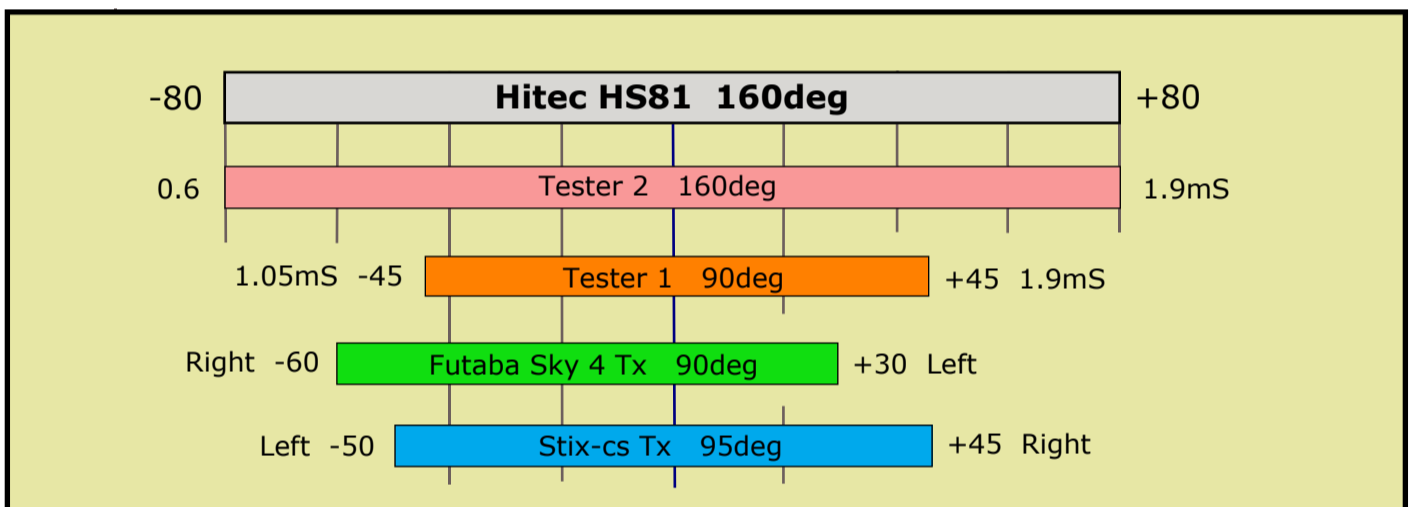 -80 Hitec HS81 160deg +80
0.6 Tester 2 160deg 1.9mS
1.05mS -45 Tester 1 90deg +45 1.9mS
Right -60 Futaba Sky 4 Tx 90deg +30 Left
Left -50 Stix-cs Tx 95deg +45 Right